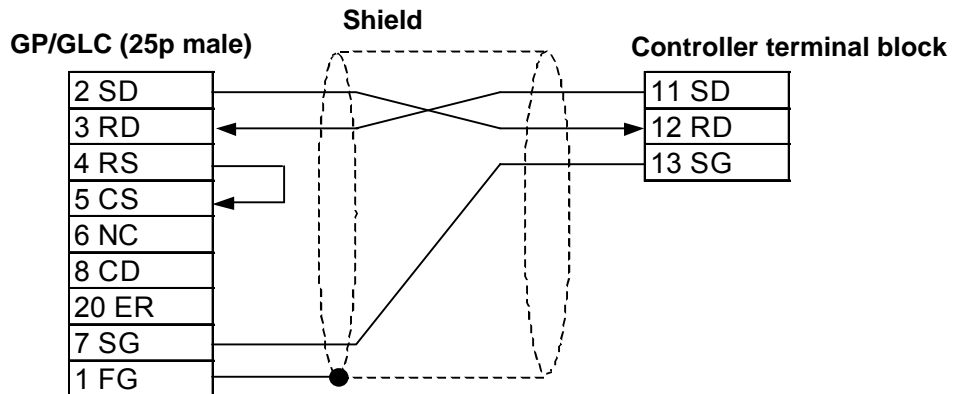 Shield
GP/GLC (25p male)
Controller terminal block
2 SD
3 RD
4 RS
5 CS
6 NC
8 CD
20 ER
7 SG
1 FG
11 SD
12 RD
13 SG